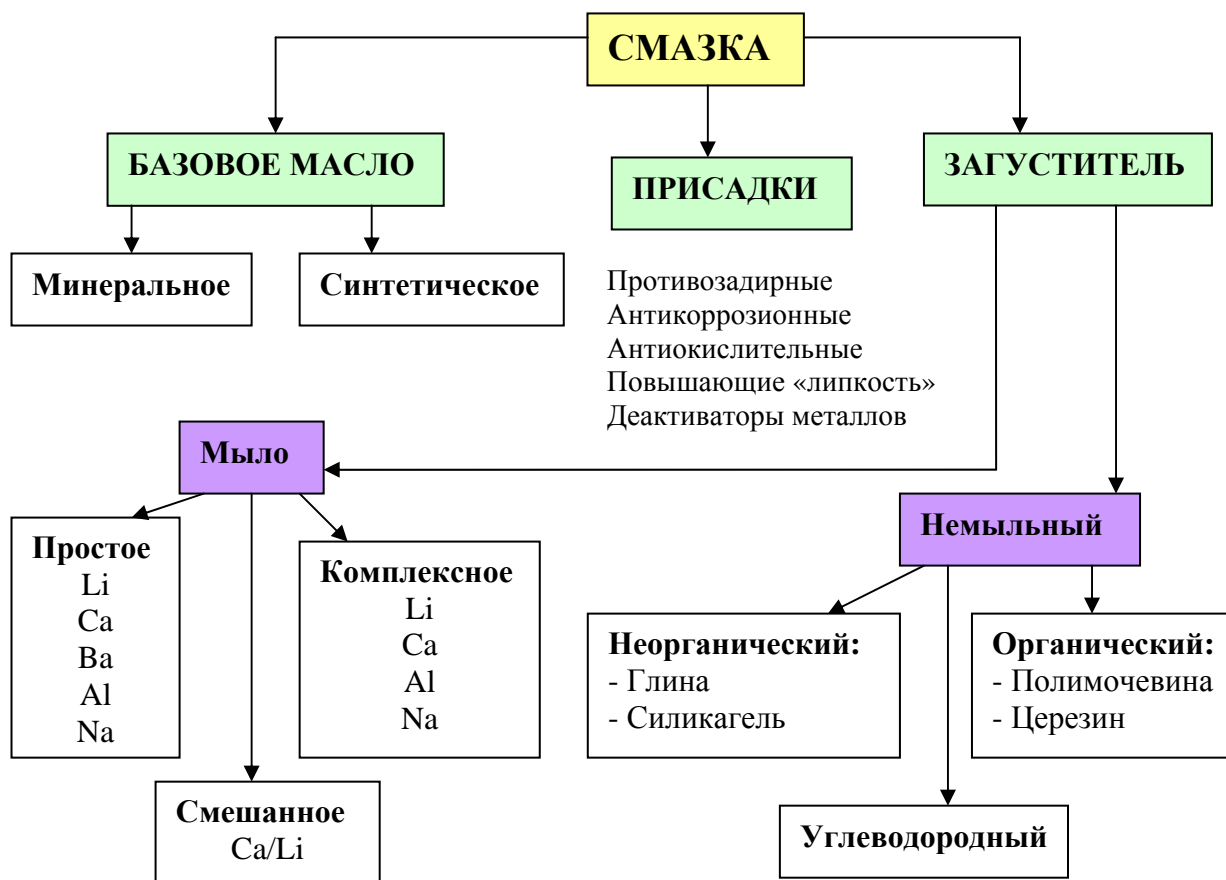 СМАЗКА
БАЗОВОЕ МАСЛО
ПРИСАДКИ
ЗАГУСТИТЕЛЬ
Минеральное
Синтетическое
Противозадирные
Антикоррозионные
Антиокислительные
Повышающие «липкость»
Деактиваторы металлов
Мыло
Простое
Li
Ca
Ba
Al
Na
Комплексное
Li
Ca
Al
Na
Смешанное
Ca/Li
Немыльный
Неорганический:
- Глина
- Силикагель
Органический:
- Полимочевина
- Церезин
Углеводородный